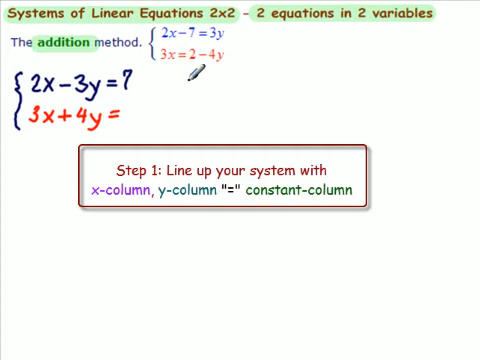 Systems of Linear Equations 2x2 - 2 equations in 2 variables
The addition method. { 2x - 7 = 3y
3x = 2 - 4y
{ 2x - 3y = 7
3x + 4y =
Step 1: Line up your system with
x-column, y-column "=" constant-column